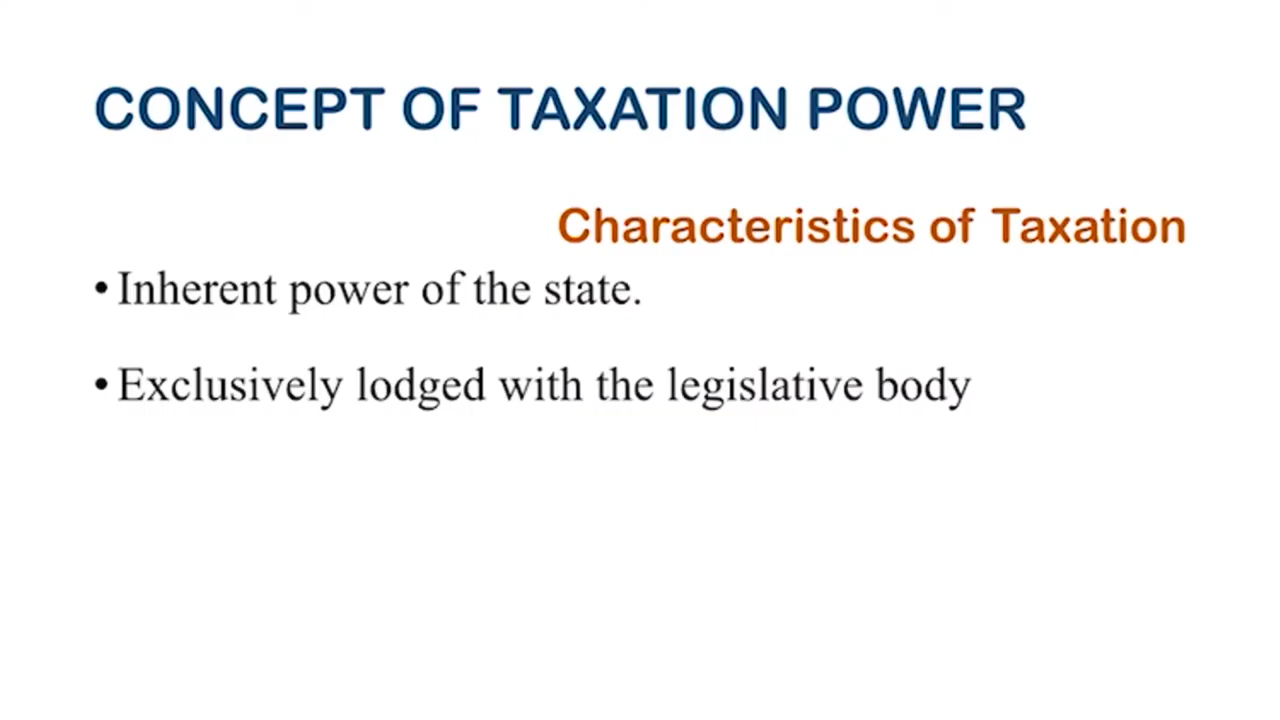 CONCEPT OF TAXATION POWER
Characteristics of Taxation
• Inherent power of the state.
• Exclusively lodged with the legislative body